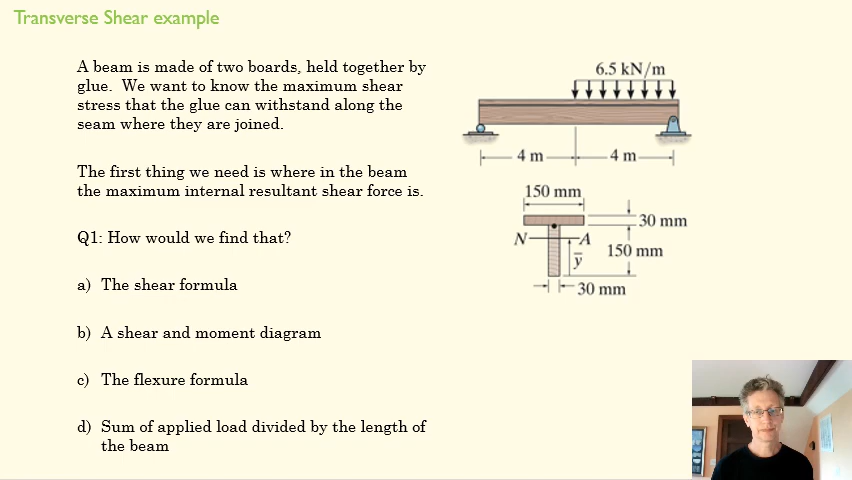 Transverse Shear example
A beam is made of two boards, held together by
glue. We want to know the maximum shear
stress that the glue can withstand along the
seam where they are joined.
The first thing we need is where in the beam
the maximum internal resultant shear force is.
Q1: How would we find that?
a) The shear formula
b) A shear and moment diagram
c) The flexure formula
d) Sum of applied load divided by the length of
the beam
6.5 kN/m
4 m
4 m
150 mm
30 mm
N
A
150 mm
y̅
30 mm